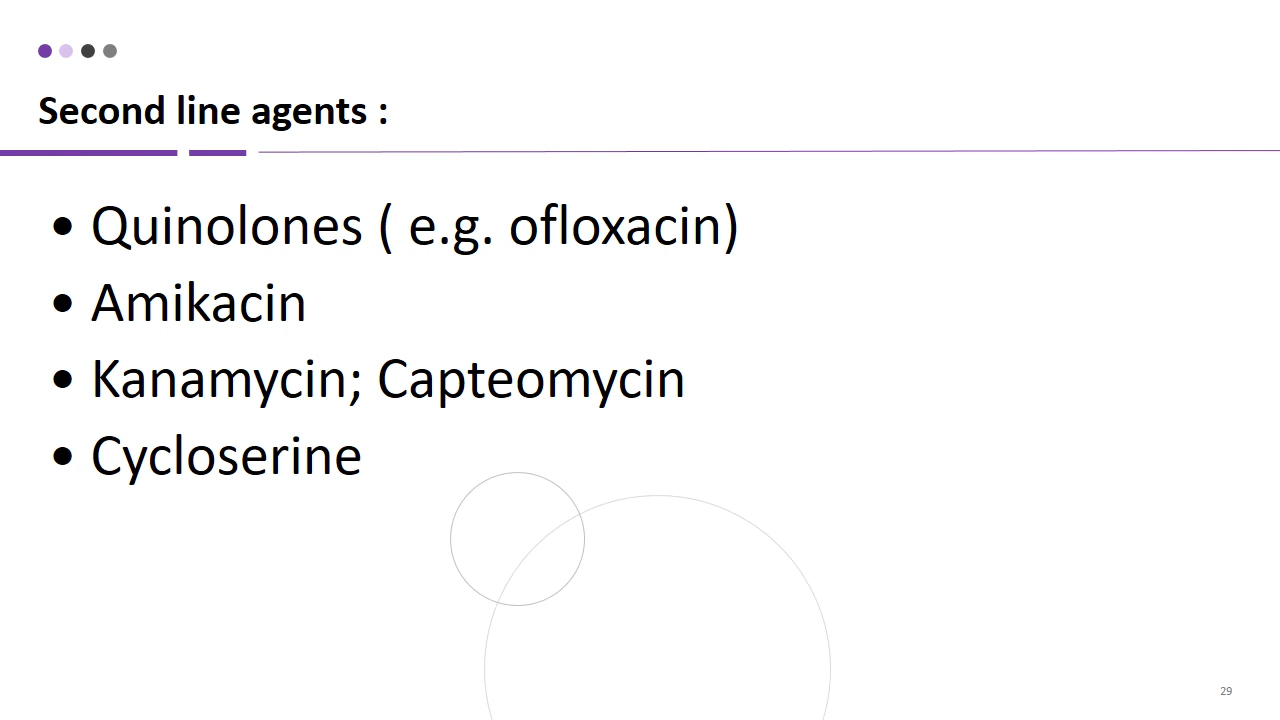 Second line agents :
• Quinolones ( e.g. ofloxacin)
• Amikacin
• Kanamycin; Capteomycin
• Cycloserine
29